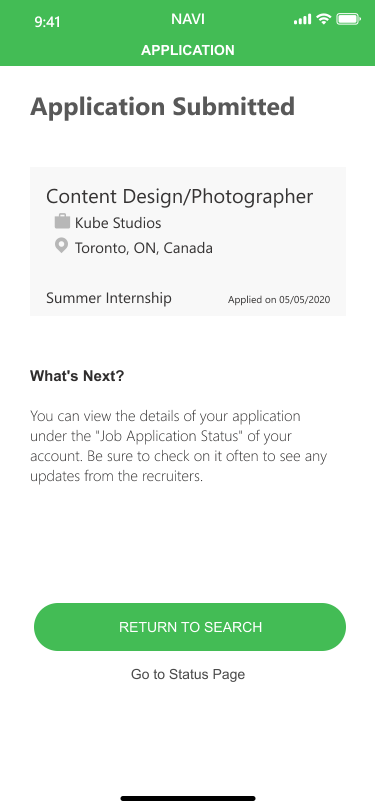 9:41
NAVI
APPLICATION
Application Submitted
Content Design/Photographer
Kube Studios
Toronto, ON, Canada
Summer Internship
Applied on 05/05/2020
What's Next?
You can view the details of your application
under the "Job Application Status" of your
account. Be sure to check on it often to see any
updates from the recruiters.
RETURN TO SEARCH
Go to Status Page